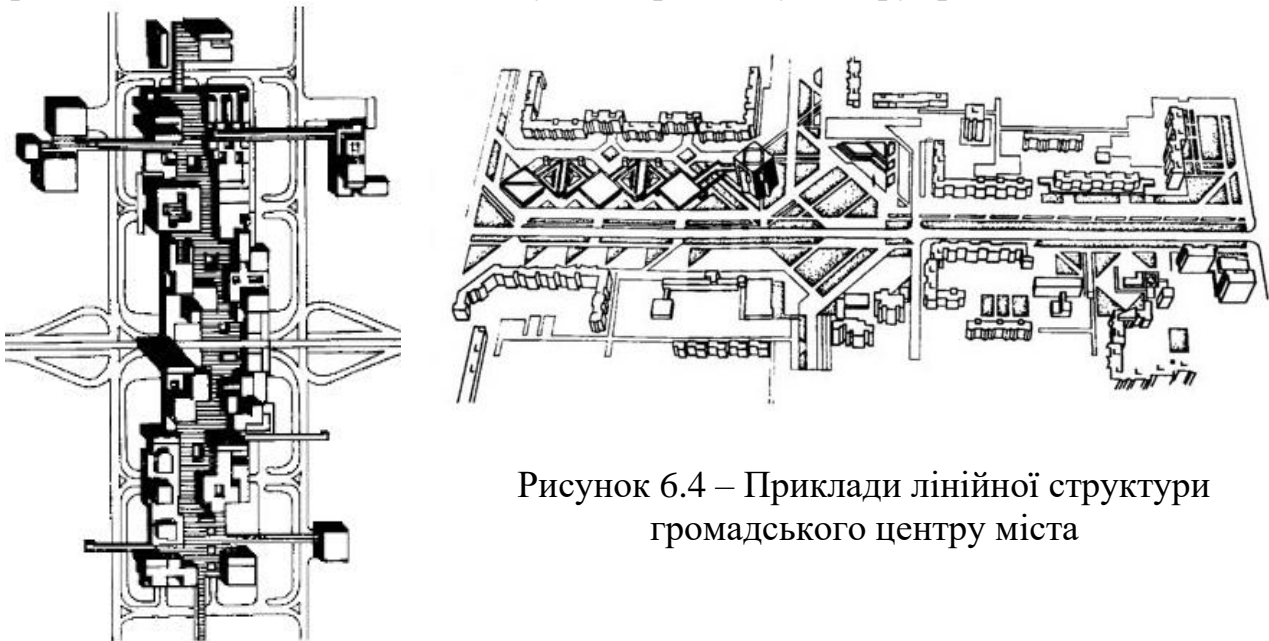 Рисунок 6.4 – Приклади лінійної структури
громадського центру міста